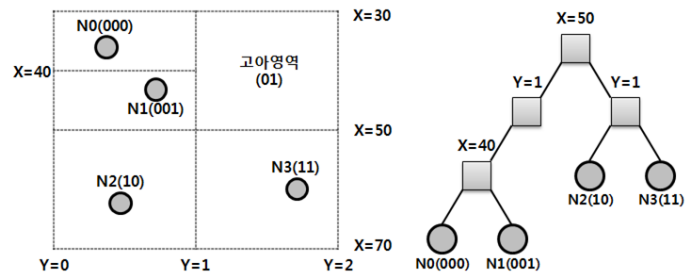 X=30
N0(000)
고아영역
(01)
X=40
N1(001)
X=50
N2(10)
N3(11)
X=70
Y=0
Y=1
Y=2
X=50
Y=1
Y=1
X=40
N2(10)
N3(11)
N0(000)
N1(001)